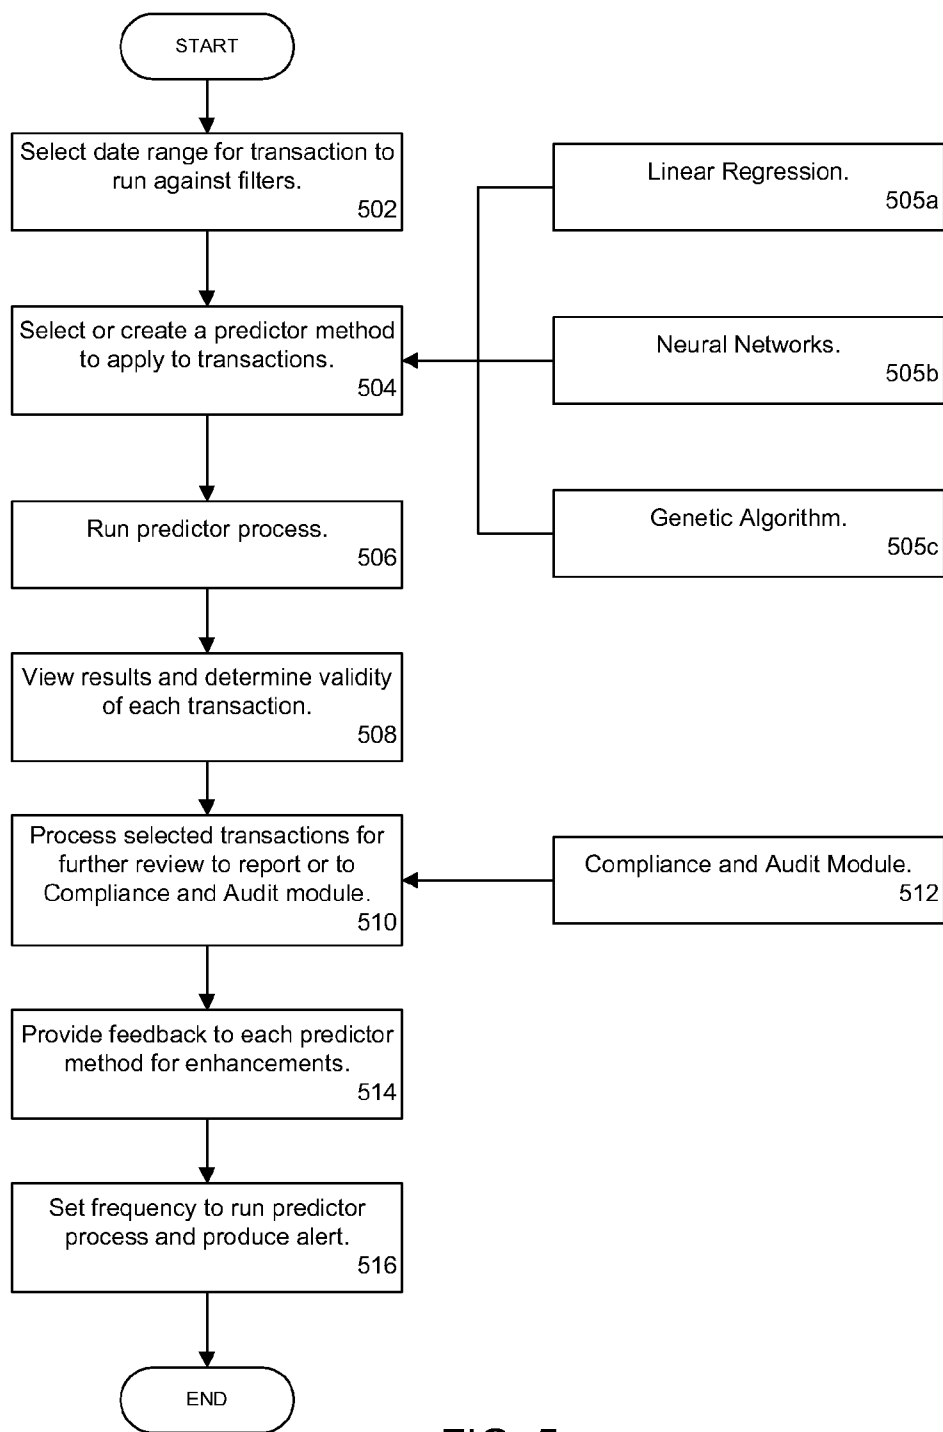 START
Select date range for transaction to
run against filters.
502
Linear Regression.
505a
Select or create a predictor method
to apply to transactions.
504
Neural Networks.
505b
Run predictor process.
506
Genetic Algorithm.
505c
View results and determine validity
of each transaction.
508
Process selected transactions for
further review to report or to
Compliance and Audit module.
510
Compliance and Audit Module.
512
Provide feedback to each predictor
method for enhancements.
514
Set frequency to run predictor
process and produce alert.
516
END